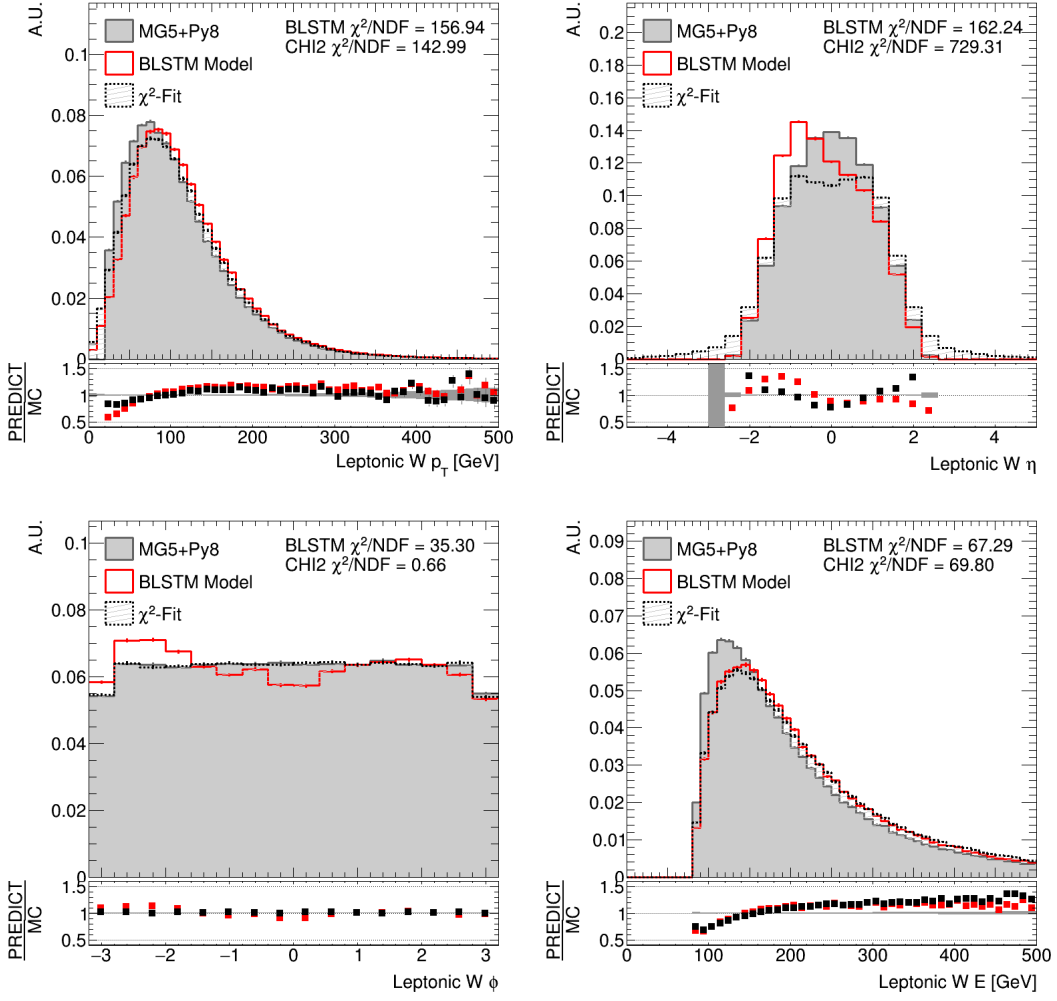 A.U.
0.1
0.08
0.06
0.04
0.02
0
MG5+Py8
BLSTM Model
χ²-Fit
BLSTM χ²/NDF = 156.94
CHI2 χ²/NDF = 142.99
PREDICT
MC
1.5
1
0.5
0 100 200 300 400 500
Leptonic W p_T [GeV]
A.U.
0.2
0.18
0.16
0.14
0.12
0.1
0.08
0.06
0.04
0.02
0
MG5+Py8
BLSTM Model
χ²-Fit
BLSTM χ²/NDF = 162.24
CHI2 χ²/NDF = 729.31
PREDICT
MC
1.5
1
0.5
−4 −2 0 2 4
Leptonic W η
A.U.
0.1
0.08
0.06
0.04
0.02
0
MG5+Py8
BLSTM Model
χ²-Fit
BLSTM χ²/NDF = 35.30
CHI2 χ²/NDF = 0.66
PREDICT
MC
1.5
1
0.5
−3 −2 −1 0 1 2 3
Leptonic W ϕ
A.U.
0.09
0.08
0.07
0.06
0.05
0.04
0.03
0.02
0.01
0
MG5+Py8
BLSTM Model
χ²-Fit
BLSTM χ²/NDF = 67.29
CHI2 χ²/NDF = 69.80
PREDICT
MC
1.5
1
0.5
0 100 200 300 400 500
Leptonic W E [GeV]